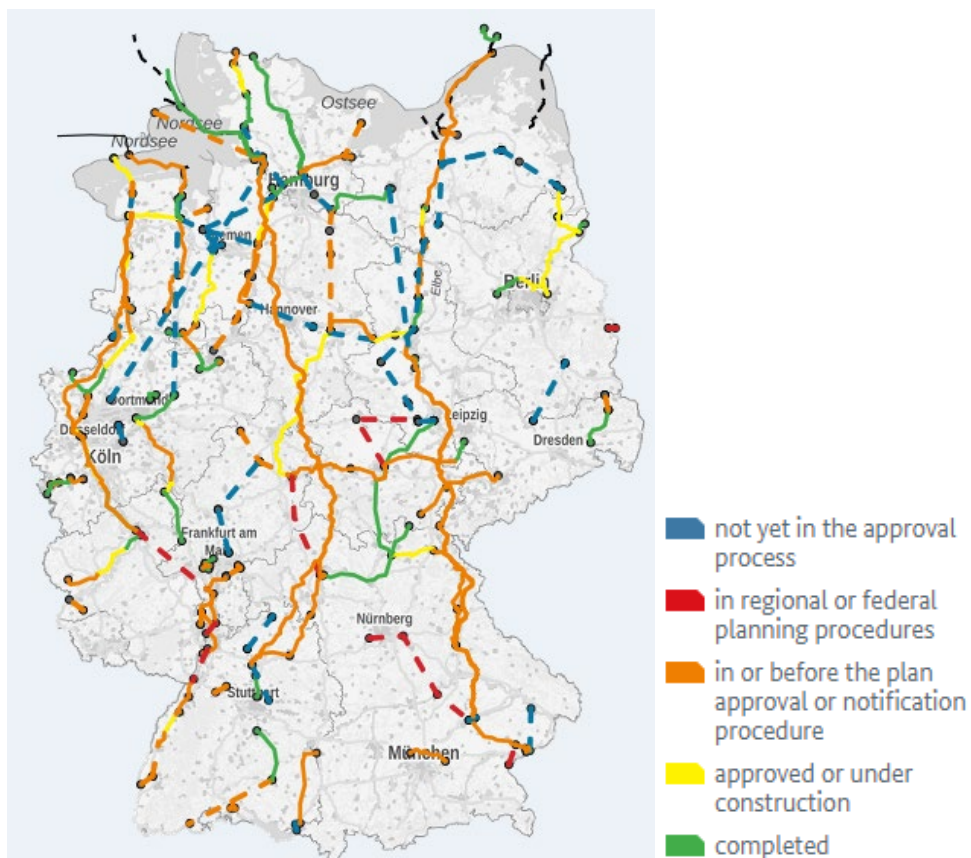 Ostsee
Nordsee
Nordsee
Hamburg
Bremen
Elbe
Berlin
Hannover
Dortmund
Düsseldorf
Leipzig
Dresden
Köln
Frankfurt am
Main
Nürnberg
Stuttgart
München
not yet in the approval
process
in regional or federal
planning procedures
in or before the plan
approval or notification
procedure
approved or under
construction
completed